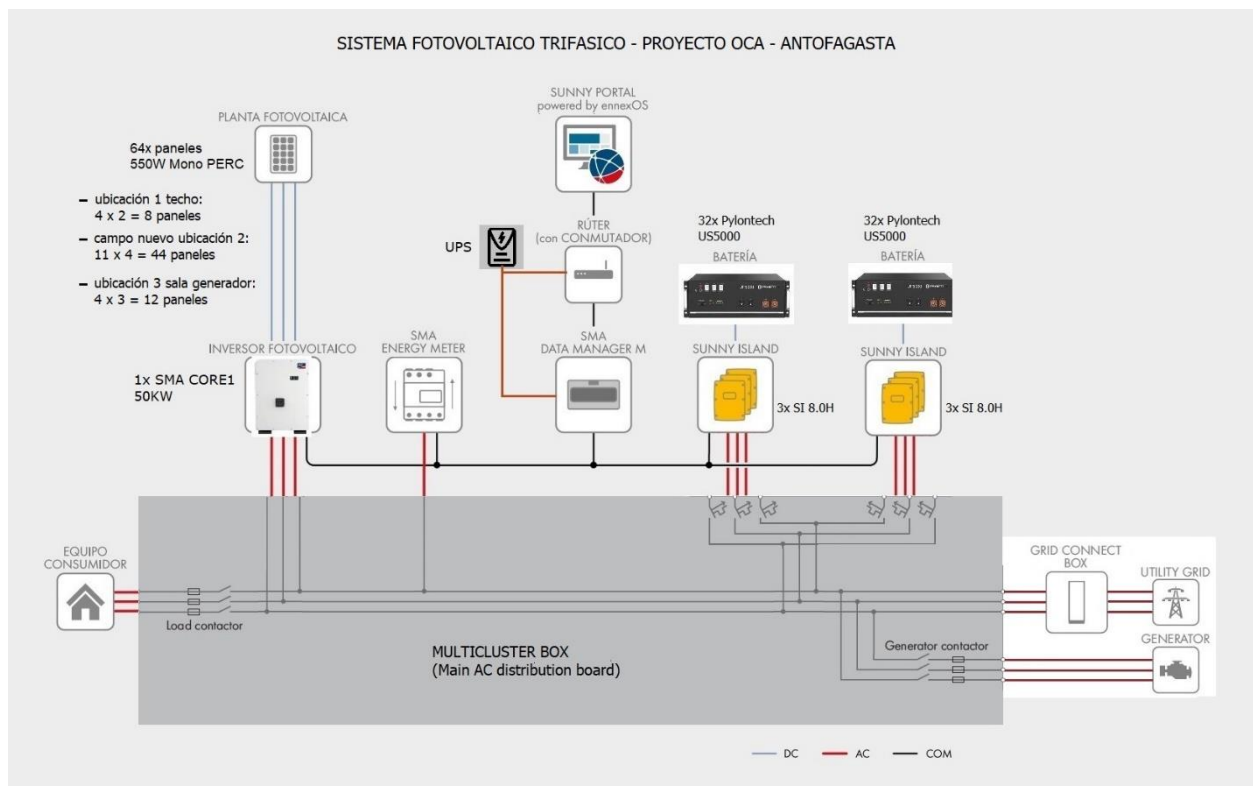 SISTEMA FOTOVOLTAICO TRIFASICO - PROYECTO OCA - ANTOFAGASTA
SUNNY PORTAL
powered by ennexOS
PLANTA FOTOVOLTAICA
64x paneles
550W Mono PERC
– ubicación 1 techo:
4 x 2 = 8 paneles
– campo nuevo ubicación 2:
11 x 4 = 44 paneles
– ubicación 3 sala generador:
4 x 3 = 12 paneles
UPS
RÚTER
(con CONMUTADOR)
32x Pylontech
US5000
BATERÍA
32x Pylontech
US5000
BATERÍA
INVERSOR FOTOVOLTAICO
1x SMA CORE1
50KW
SMA
ENERGY METER
SMA
DATA MANAGER M
SUNNY ISLAND
3x SI 8.0H
SUNNY ISLAND
3x SI 8.0H
EQUIPO
CONSUMIDOR
Load contactor
MULTICLUSTER BOX
(Main AC distribution board)
Generator contactor
GRID CONNECT
BOX
UTILITY GRID
GENERATOR
DC
AC
COM